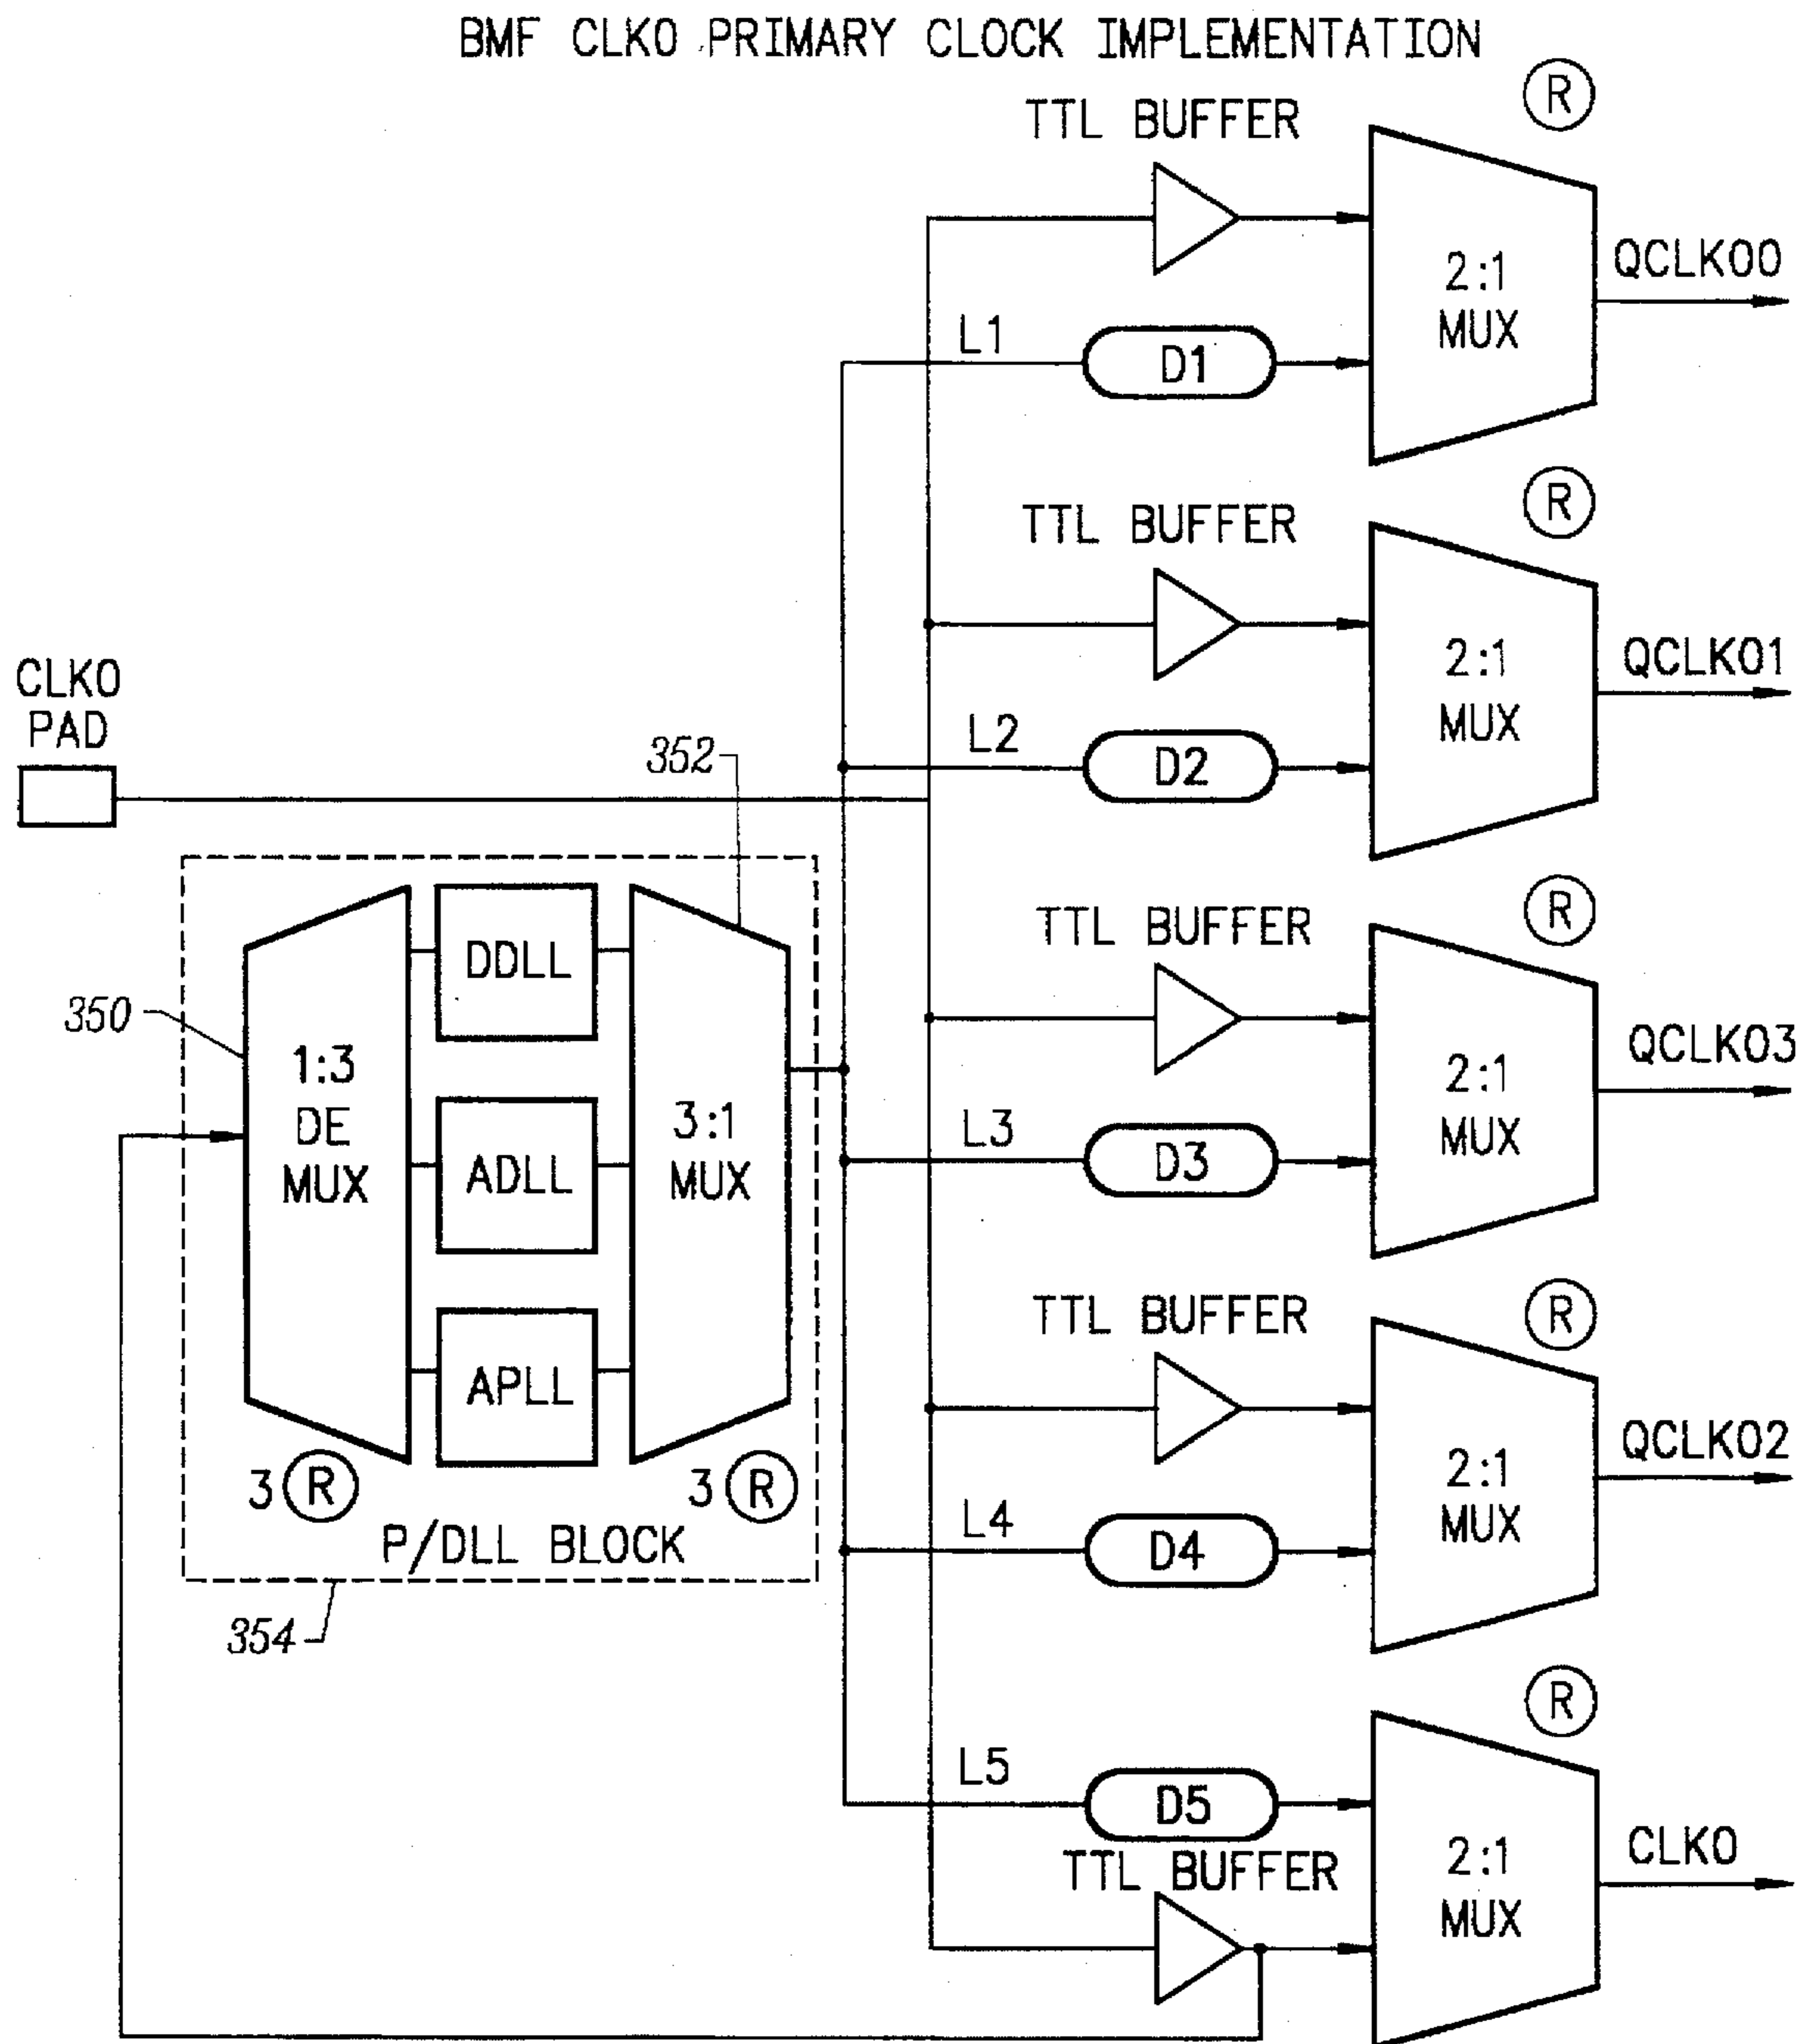 BMF CLK0 PRIMARY CLOCK IMPLEMENTATION
R
TTL BUFFER
2:1
MUX
QCLK00
L1
D1
R
TTL BUFFER
2:1
MUX
QCLK01
L2
D2
CLK0
PAD
352
R
TTL BUFFER
2:1
MUX
QCLK03
L3
D3
350
1:3
DE
MUX
DDLL
ADLL
APLL
3:1
MUX
3 R
3 R
P/DLL BLOCK
354
R
TTL BUFFER
2:1
MUX
QCLK02
L4
D4
R
L5
D5
TTL BUFFER
2:1
MUX
CLK0